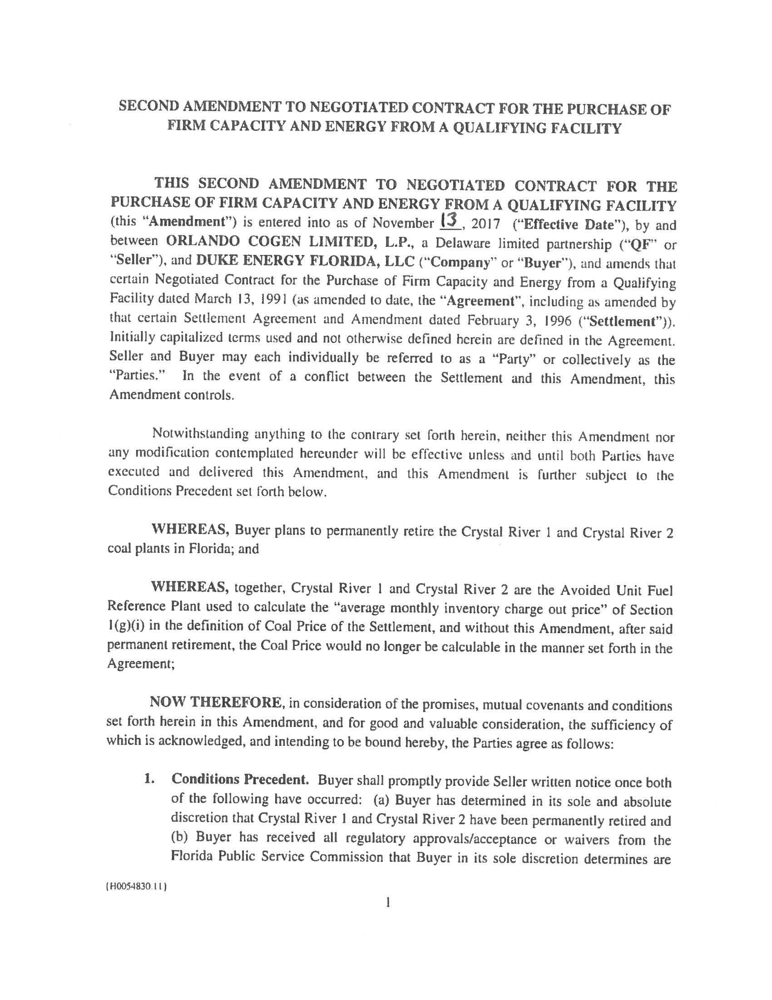 SECOND AMENDMENT TO NEGOTIATED CONTRACT FOR THE PURCHASE OF
FIRM CAPACITY AND ENERGY FROM A QUALIFYING FACILITY
THIS SECOND AMENDMENT TO NEGOTIATED CONTRACT FOR THE
PURCHASE OF FIRM CAPACITY AND ENERGY FROM A QUALIFYING FACILITY
(this “Amendment”) is entered into as of November 13, 2017 (“Effective Date”), by and
between ORLANDO COGEN LIMITED, L.P., a Delaware limited partnership (“QF” or
“Seller”), and DUKE ENERGY FLORIDA, LLC (“Company” or “Buyer”), and amends that
certain Negotiated Contract for the Purchase of Firm Capacity and Energy from a Qualifying
Facility dated March 13, 1991 (as amended to date, the “Agreement”, including as amended by
that certain Settlement Agreement and Amendment dated February 3, 1996 (“Settlement”)).
Initially capitalized terms used and not otherwise defined herein are defined in the Agreement.
Seller and Buyer may each individually be referred to as a “Party” or collectively as the
“Parties.” In the event of a conflict between the Settlement and this Amendment, this
Amendment controls.
Notwithstanding anything to the contrary set forth herein, neither this Amendment nor
any modification contemplated hereunder will be effective unless and until both Parties have
executed and delivered this Amendment, and this Amendment is further subject to the
Conditions Precedent set forth below.
WHEREAS, Buyer plans to permanently retire the Crystal River 1 and Crystal River 2
coal plants in Florida; and
WHEREAS, together, Crystal River 1 and Crystal River 2 are the Avoided Unit Fuel
Reference Plant used to calculate the “average monthly inventory charge out price” of Section
1(g)(i) in the definition of Coal Price of the Settlement, and without this Amendment, after said
permanent retirement, the Coal Price would no longer be calculable in the manner set forth in the
Agreement;
NOW THEREFORE, in consideration of the promises, mutual covenants and conditions
set forth herein in this Amendment, and for good and valuable consideration, the sufficiency of
which is acknowledged, and intending to be bound hereby, the Parties agree as follows:
1. Conditions Precedent. Buyer shall promptly provide Seller written notice once both
of the following have occurred: (a) Buyer has determined in its sole and absolute
discretion that Crystal River 1 and Crystal River 2 have been permanently retired and
(b) Buyer has received all regulatory approvals/acceptance or waivers from the
Florida Public Service Commission that Buyer in its sole discretion determines are
{H0054830.11}
1